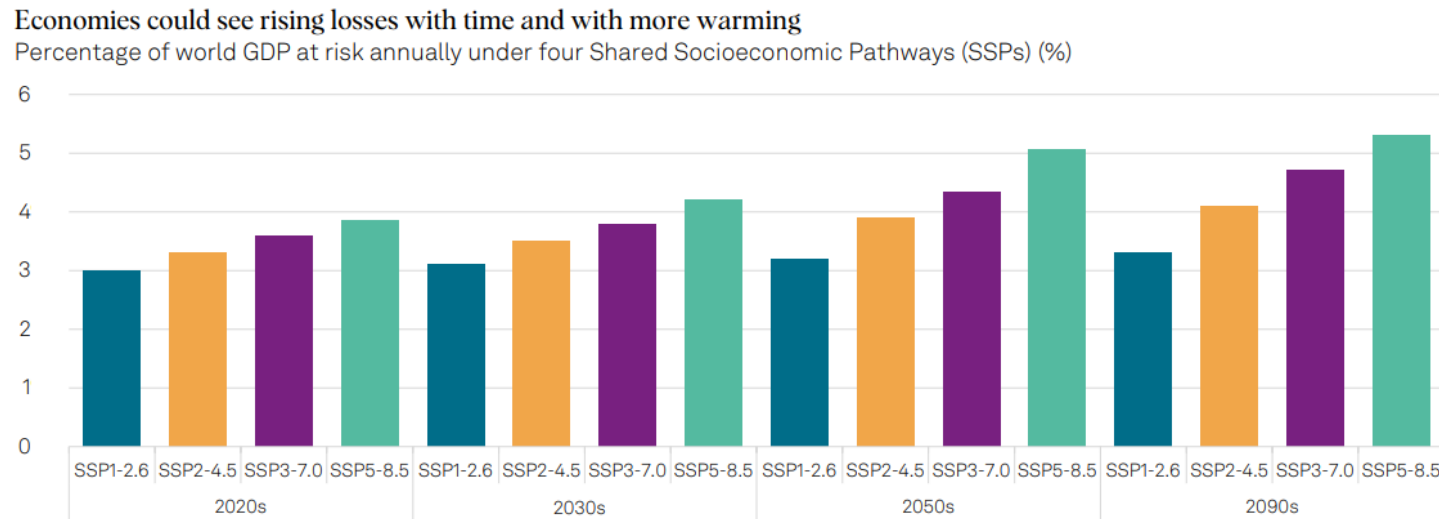 Economies could see rising losses with time and with more warming
Percentage of world GDP at risk annually under four Shared Socioeconomic Pathways (SSPs) (%)
6
5
4
3
2
1
0
SSP1-2.6 SSP2-4.5 SSP3-7.0 SSP5-8.5 SSP1-2.6 SSP2-4.5 SSP3-7.0 SSP5-8.5 SSP1-2.6 SSP2-4.5 SSP3-7.0 SSP5-8.5 SSP1-2.6 SSP2-4.5 SSP3-7.0 SSP5-8.5
2020s 2030s 2050s 2090s